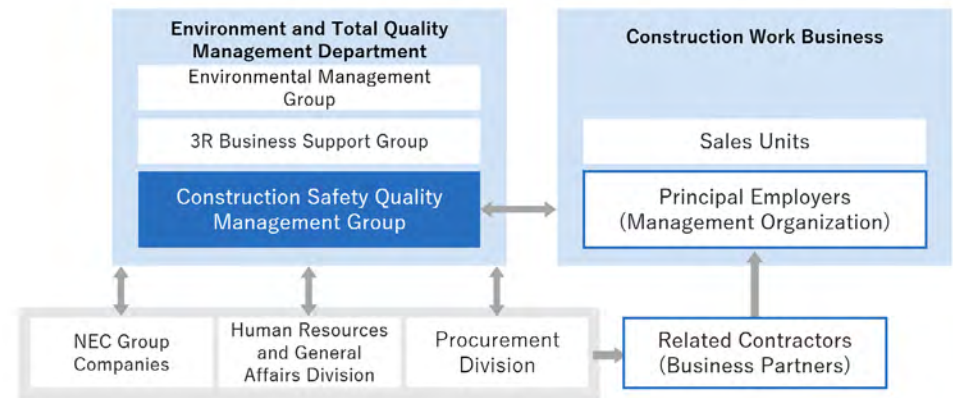 Environment and Total Quality
Management Department
Environmental Management
Group
3R Business Support Group
Construction Safety Quality
Management Group
Construction Work Business
Sales Units
Principal Employers
(Management Organization)
NEC Group
Companies
Human Resources
and General
Affairs Division
Procurement
Division
Related Contractors
(Business Partners)